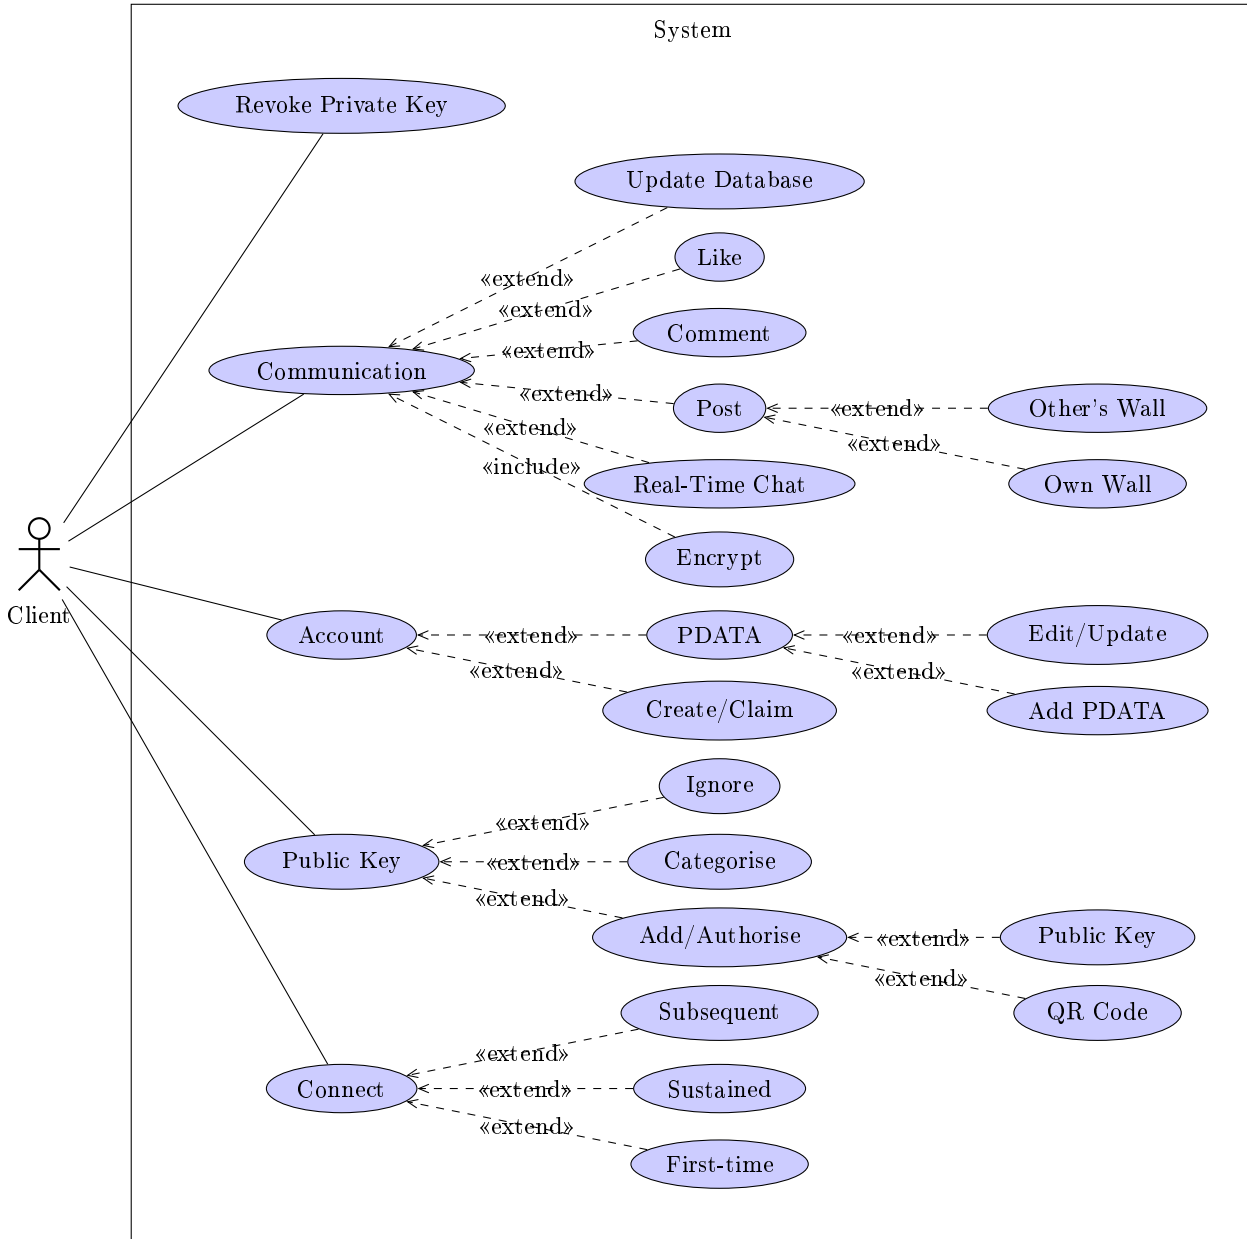 System
Revoke Private Key
Update Database
Like
«extend»
«extend»
Comment
«extend»
Communication
«extend»
Post
«extend»
Other's Wall
«extend»
«extend»
«include»
Real-Time Chat
Own Wall
Encrypt
Client
Account
«extend»
PDATA
«extend»
Edit/Update
«extend»
«extend»
Create/Claim
Add PDATA
Ignore
«extend»
Public Key
«extend»
Categorise
«extend»
Add/Authorise
«extend»
Public Key
«extend»
Subsequent
QR Code
«extend»
Connect
«extend»
Sustained
«extend»
First-time